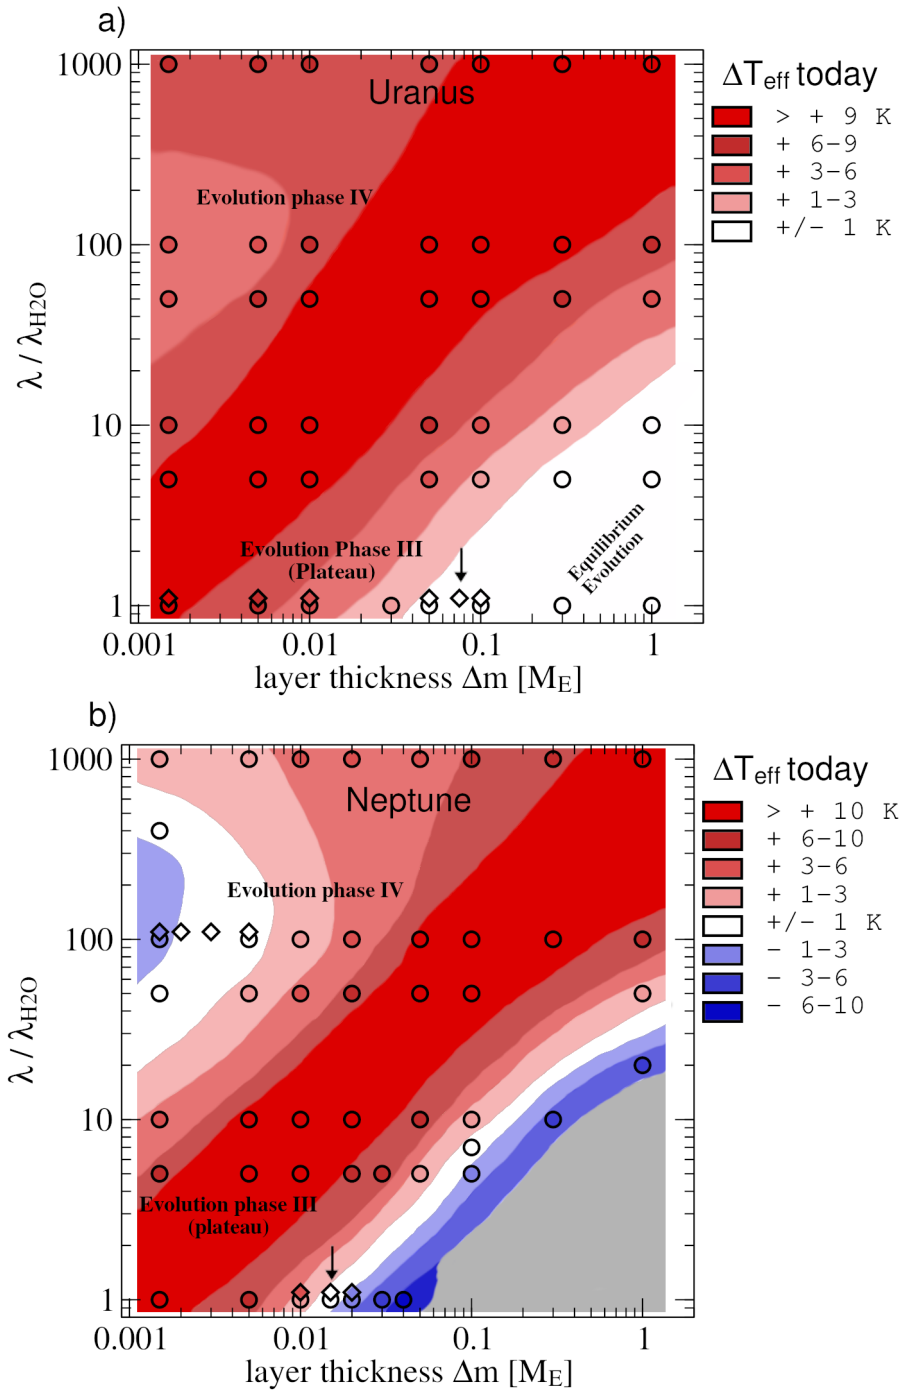 a)
Uranus
1000
100
10
1
λ / λH2O
Evolution phase IV
Evolution Phase III
(Plateau)
Equilibrium
Evolution
0.001
0.01
0.1
1
layer thickness Δm [ME]
ΔTeff today
> + 9 K
+ 6−9
+ 3−6
+ 1−3
+/− 1 K
b)
Neptune
1000
100
10
1
λ / λH2O
Evolution phase IV
Evolution phase III
(plateau)
0.001
0.01
0.1
1
layer thickness Δm [ME]
ΔTeff today
> + 10 K
+ 6−10
+ 3−6
+ 1−3
+/− 1 K
− 1−3
− 3−6
− 6−10